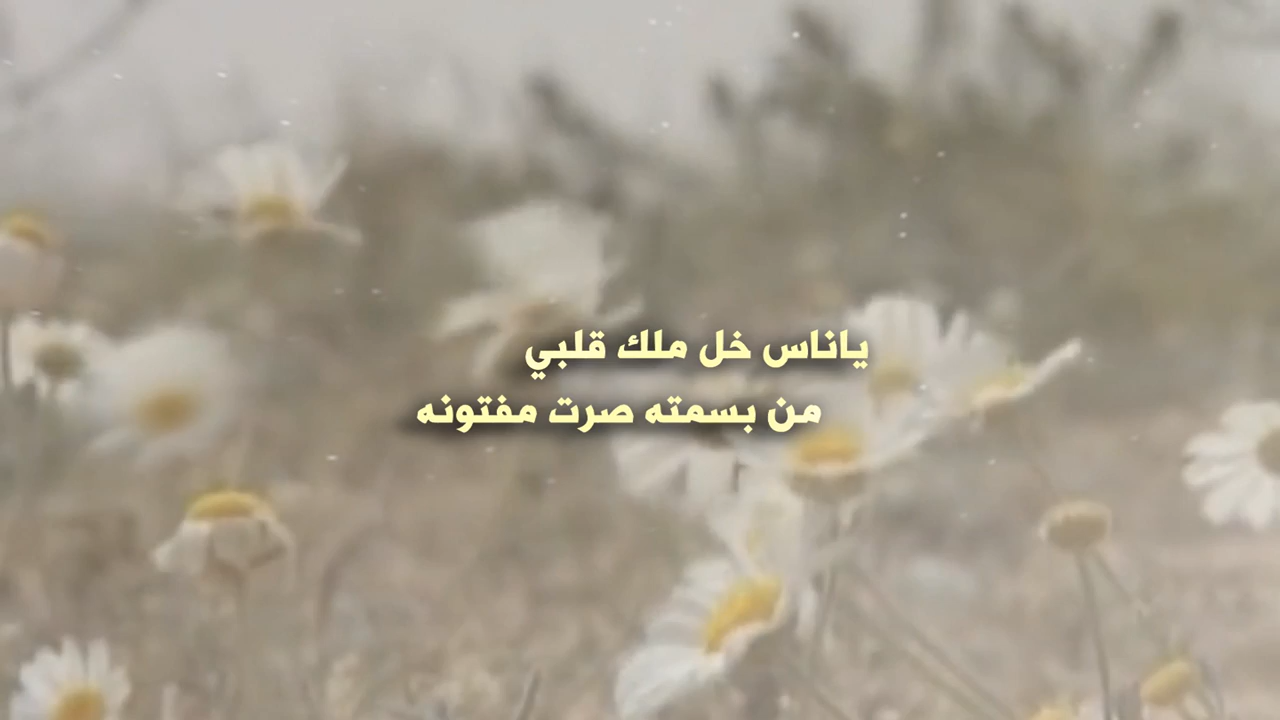 ياناس خل ملك قلبي
من بسمته صرت مفتونه